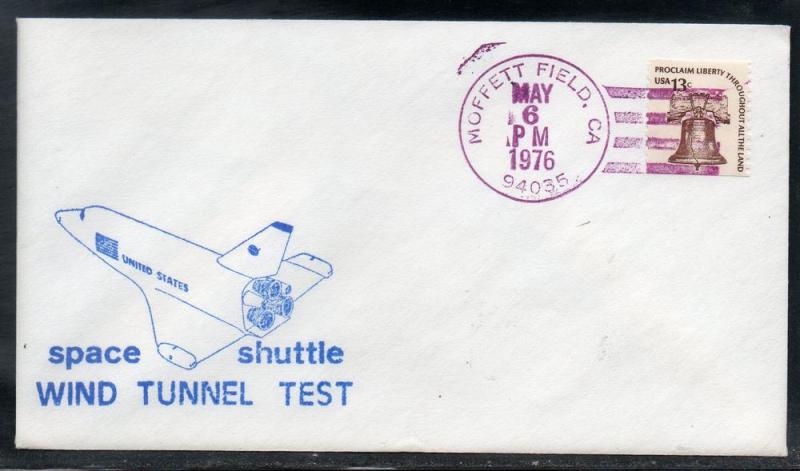 MOFFETT FIELD, CA
MAY
6
PM
1976
94035
PROCLAIM LIBERTY THROUGHOUT ALL THE LAND
USA 13c
UNITED STATES
space shuttle
WIND TUNNEL TEST